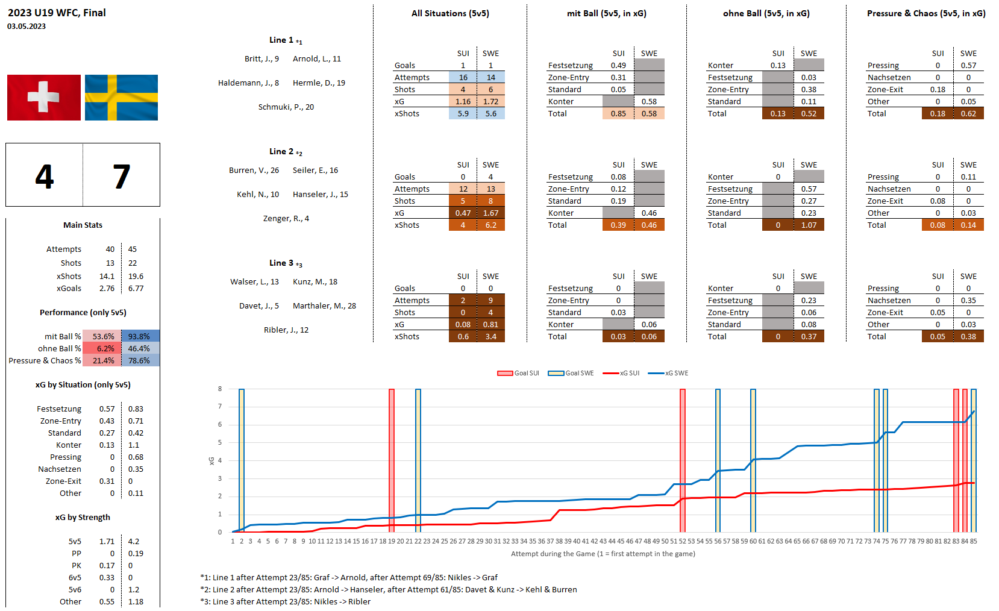 2023 U19 WFC, Final
03.05.2023
4 7
Main Stats
Attempts 40 45
Shots 13 22
xShots 14.1 19.6
xGoals 2.76 6.77
Performance (only 5v5)
mit Ball % 53.6% 93.8%
ohne Ball % 6.2% 46.4%
Pressure & Chaos % 21.4% 78.6%
xG by Situation (only 5v5)
Festsetzung 0.57 0.83
Zone-Entry 0.43 0.71
Standard 0.27 0.42
Konter 0.13 1.1
Pressing 0 0.68
Nachsetzen 0 0.35
Zone-Exit 0.31 0
Other 0 0.11
xG by Strength
5v5 1.71 4.2
PP 0 0.19
PK 0.17 0
6v5 0.33 0
5v6 0 1.2
Other 0.55 1.18
All Situations (5v5) mit Ball (5v5, in xG) ohne Ball (5v5, in xG) Pressure & Chaos (5v5, in xG)
Line 1 *1
Britt, J., 9 Arnold, L., 11
Haldemann, J., 8 Hermle, D., 19
Schmuki, P., 20
SUI SWE SUI SWE SUI SWE SUI SWE
Goals 1 1 Festsetzung 0.49 Konter 0.13 Pressing 0 0.57
Attempts 16 14 Zone-Entry 0.31 Festsetzung 0.03 Nachsetzen 0 0
Shots 4 6 Standard 0.05 Zone-Entry 0.38 Zone-Exit 0.18 0
xG 1.16 1.72 Konter 0.58 Standard 0.11 Other 0 0.05
xShots 5.9 5.6 Total 0.85 0.58 Total 0.13 0.52 Total 0.18 0.62
Line 2 *2
Burren, V., 26 Seiler, E., 16
Kehl, N., 10 Hanseler, J., 15
Zenger, R., 4
SUI SWE SUI SWE SUI SWE SUI SWE
Goals 0 4 Festsetzung 0.08 Konter 0 Pressing 0 0.11
Attempts 12 13 Zone-Entry 0.12 Festsetzung 0.57 Nachsetzen 0 0
Shots 5 8 Standard 0.19 Zone-Entry 0.27 Zone-Exit 0.08 0
xG 0.47 1.67 Konter 0.46 Standard 0.23 Other 0 0.03
xShots 4 6.2 Total 0.39 0.46 Total 0 1.07 Total 0.08 0.14
Line 3 *3
Walser, L., 13 Kunz, M., 18
Davet, J., 5 Marthaler, M., 28
Ribler, J., 12
SUI SWE SUI SWE SUI SWE SUI SWE
Goals 0 0 Festsetzung 0 Konter 0 Pressing 0 0
Attempts 2 9 Zone-Entry 0 Festsetzung 0.23 Nachsetzen 0 0.35
Shots 0 4 Standard 0.03 Zone-Entry 0.06 Zone-Exit 0.05 0
xG 0.08 0.81 Konter 0.06 Standard 0.08 Other 0 0.03
xShots 0.6 3.4 Total 0.03 0.06 Total 0 0.37 Total 0.05 0.38
Goal SUI Goal SWE xG SUI xG SWE
8
7
6
5
4
3
2
1
0
xG
1 2 3 4 5 6 7 8 9 10 11 12 13 14 15 16 17 18 19 20 21 22 23 24 25 26 27 28 29 30 31 32 33 34 35 36 37 38 39 40 41 42 43 44 45 46 47 48 49 50 51 52 53 54 55 56 57 58 59 60 61 62 63 64 65 66 67 68 69 70 71 72 73 74 75 76 77 78 79 80 81 82 83 84 85
Attempt during the Game (1 = first attempt in the game)
*1: Line 1 after Attempt 23/85: Graf -> Arnold, after Attempt 69/85: Nikles -> Graf
*2: Line 2 after Attempt 23/85: Arnold -> Hanseler, after Attempt 61/85: Davet & Kunz -> Kehl & Burren
*3: Line 3 after Attempt 23/85: Nikles -> Ribler